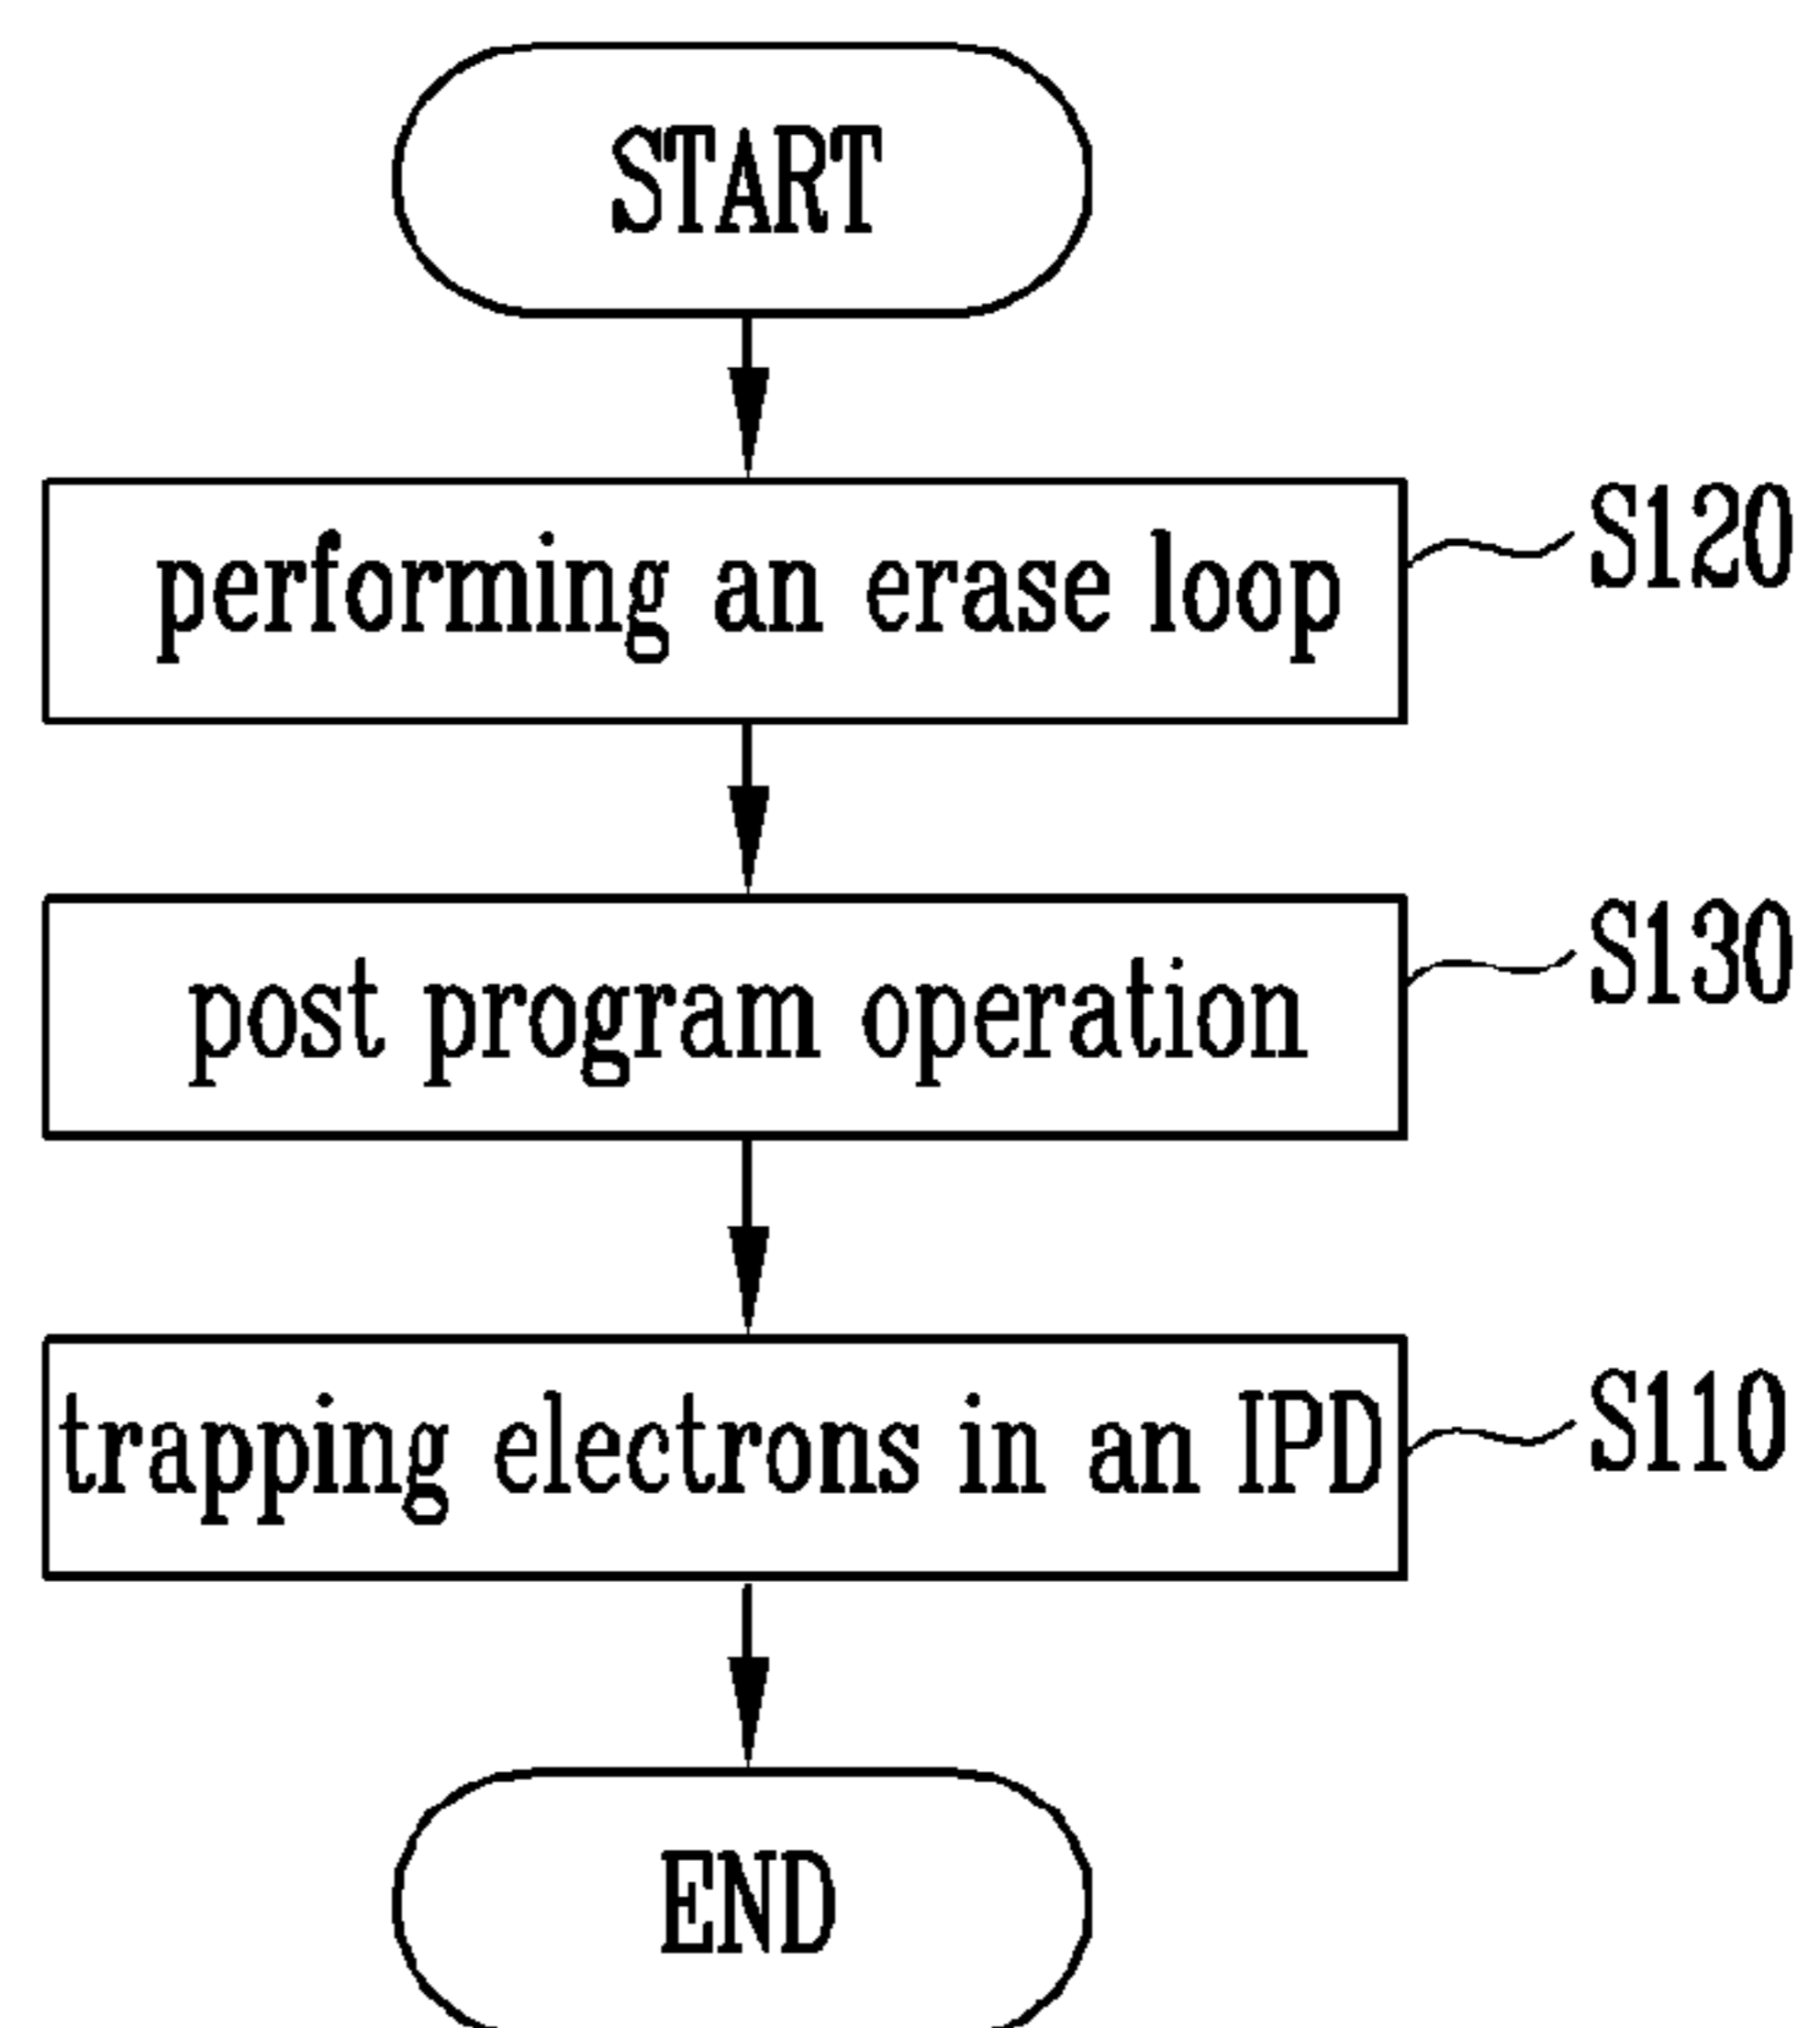 START
performing an erase loop
S120
post program operation
S130
trapping electrons in an IPD
S110
END